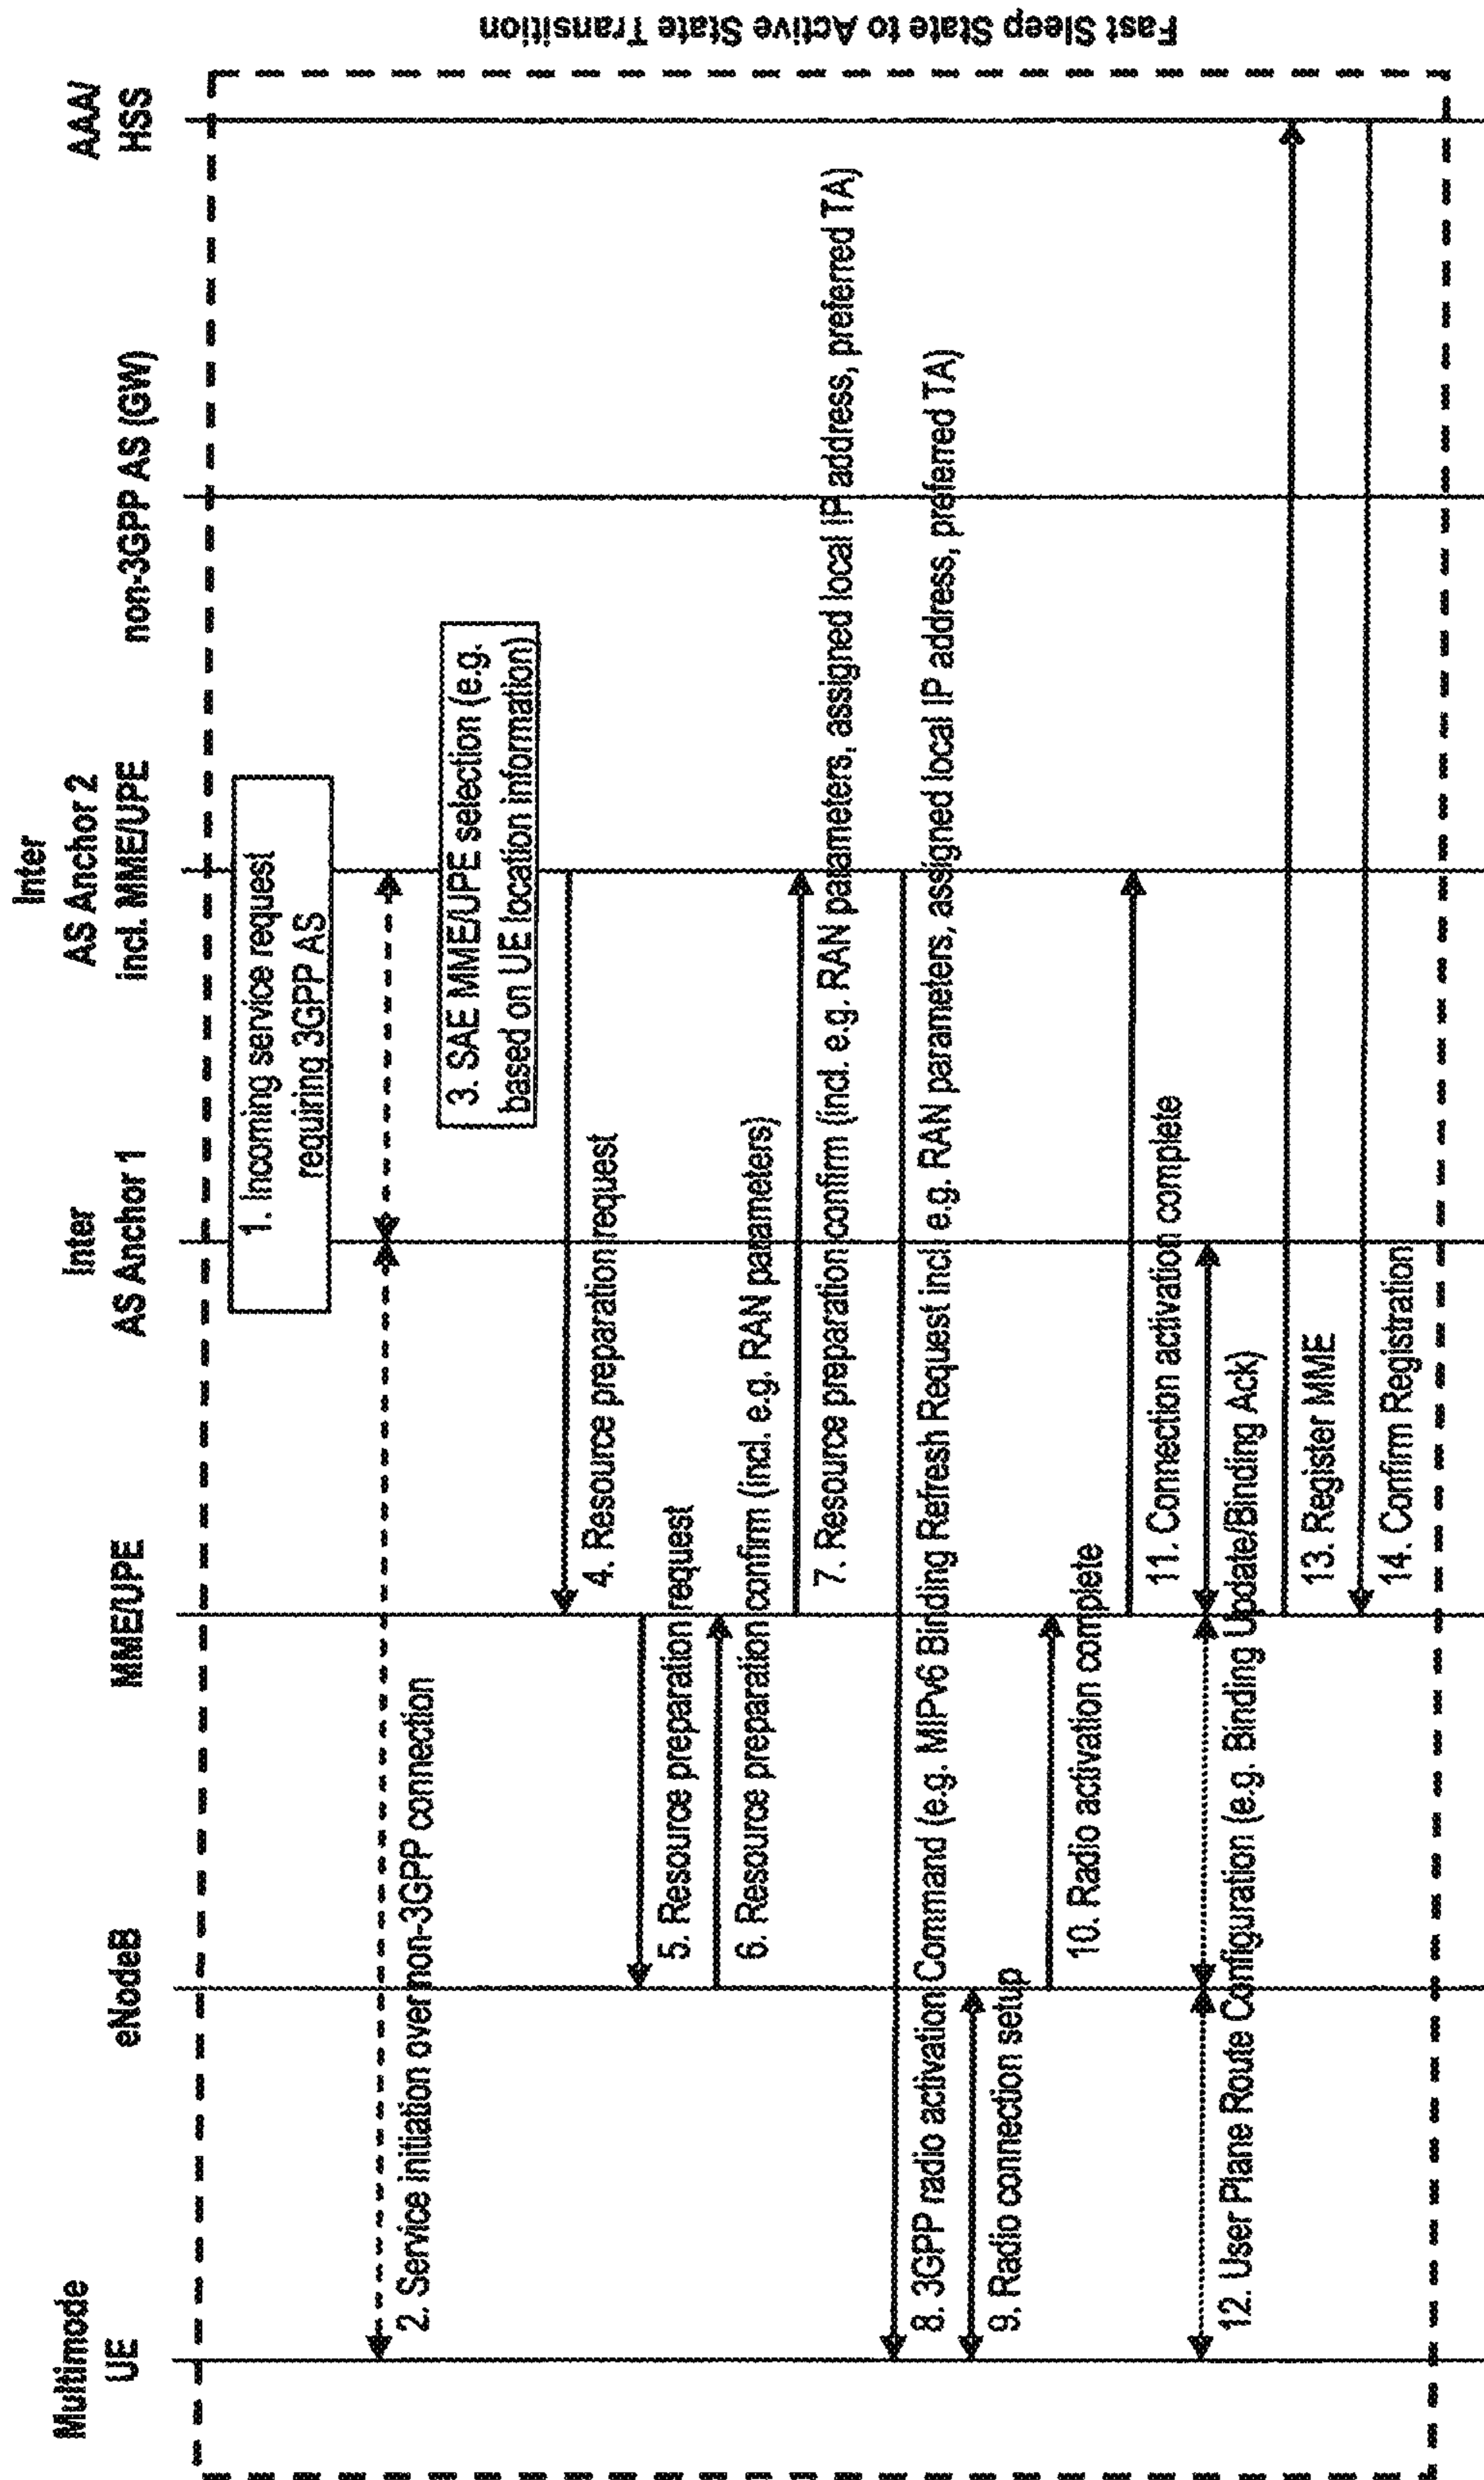 Multimode
UE
eNodeB
MME/UPE
Inter
AS Anchor 1
Inter
AS Anchor 2
incl. MME/UPE
non-3GPP AS (GW)
AAA/
HSS
1. Incoming service request
requiring 3GPP AS
2. Service initiation over non-3GPP connection
3. SAE MME/UPE selection (e.g.
based on UE location information)
4. Resource preparation request
5. Resource preparation request
6. Resource preparation confirm (incl. e.g. RAN parameters)
7. Resource preparation confirm (incl. e.g. RAN parameters, assigned local IP address, preferred TA)
8. 3GPP radio activation Command (e.g. MIPv6 Binding Refresh Request incl. e.g. RAN parameters, assigned local IP address, preferred TA)
9. Radio connection setup
10. Radio activation complete
11. Connection activation complete
12. User Plane Route Configuration (e.g. Binding Update/Binding Ack)
13. Register MME
14. Confirm Registration
Fast Sleep State to Active State Transition